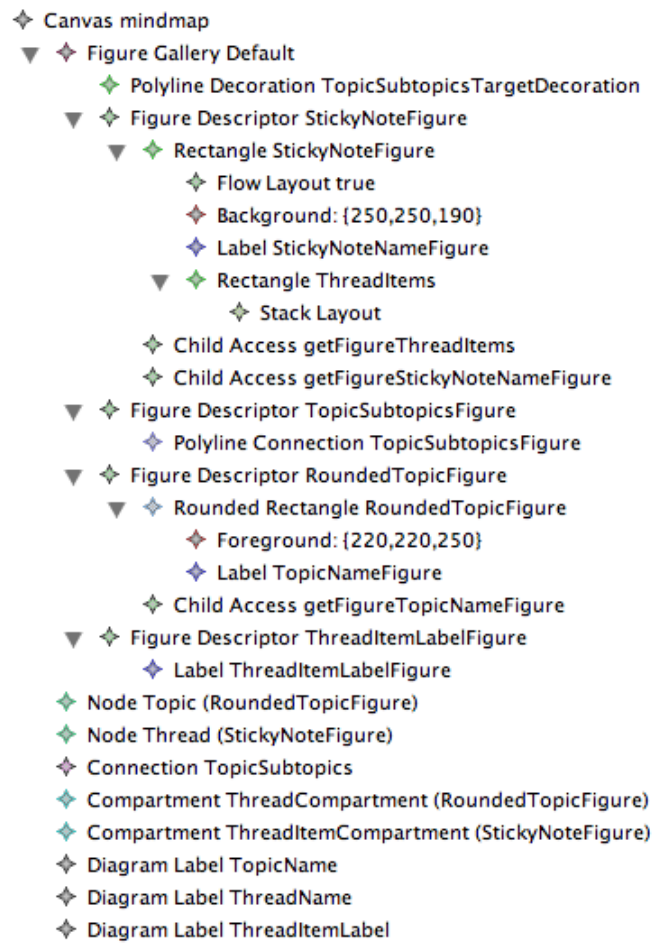 Canvas mindmap
Figure Gallery Default
Polyline Decoration TopicSubtopicsTargetDecoration
Figure Descriptor StickyNoteFigure
Rectangle StickyNoteFigure
Flow Layout true
Background: {250,250,190}
Label StickyNoteNameFigure
Rectangle ThreadItems
Stack Layout
Child Access getFigureThreadItems
Child Access getFigureStickyNoteNameFigure
Figure Descriptor TopicSubtopicsFigure
Polyline Connection TopicSubtopicsFigure
Figure Descriptor RoundedTopicFigure
Rounded Rectangle RoundedTopicFigure
Foreground: {220,220,250}
Label TopicNameFigure
Child Access getFigureTopicNameFigure
Figure Descriptor ThreadItemLabelFigure
Label ThreadItemLabelFigure
Node Topic (RoundedTopicFigure)
Node Thread (StickyNoteFigure)
Connection TopicSubtopics
Compartment ThreadCompartment (RoundedTopicFigure)
Compartment ThreadItemCompartment (StickyNoteFigure)
Diagram Label TopicName
Diagram Label ThreadName
Diagram Label ThreadItemLabel